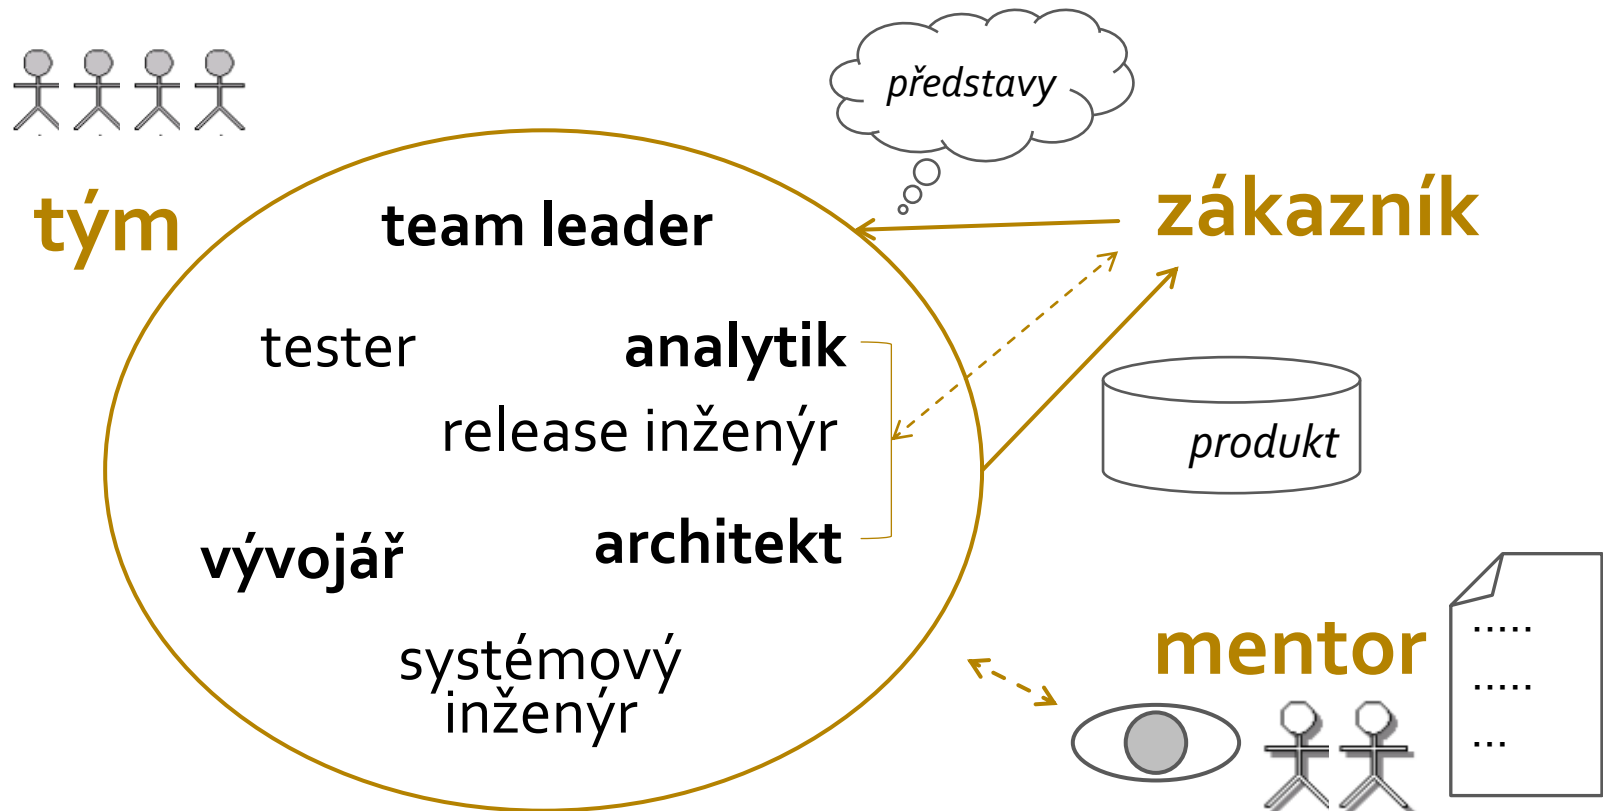 představy
tým
team leader
zákazník
tester
analytik
release inženýr
produkt
vývojář
architekt
systémový
inženýr
mentor
.....
.....
...